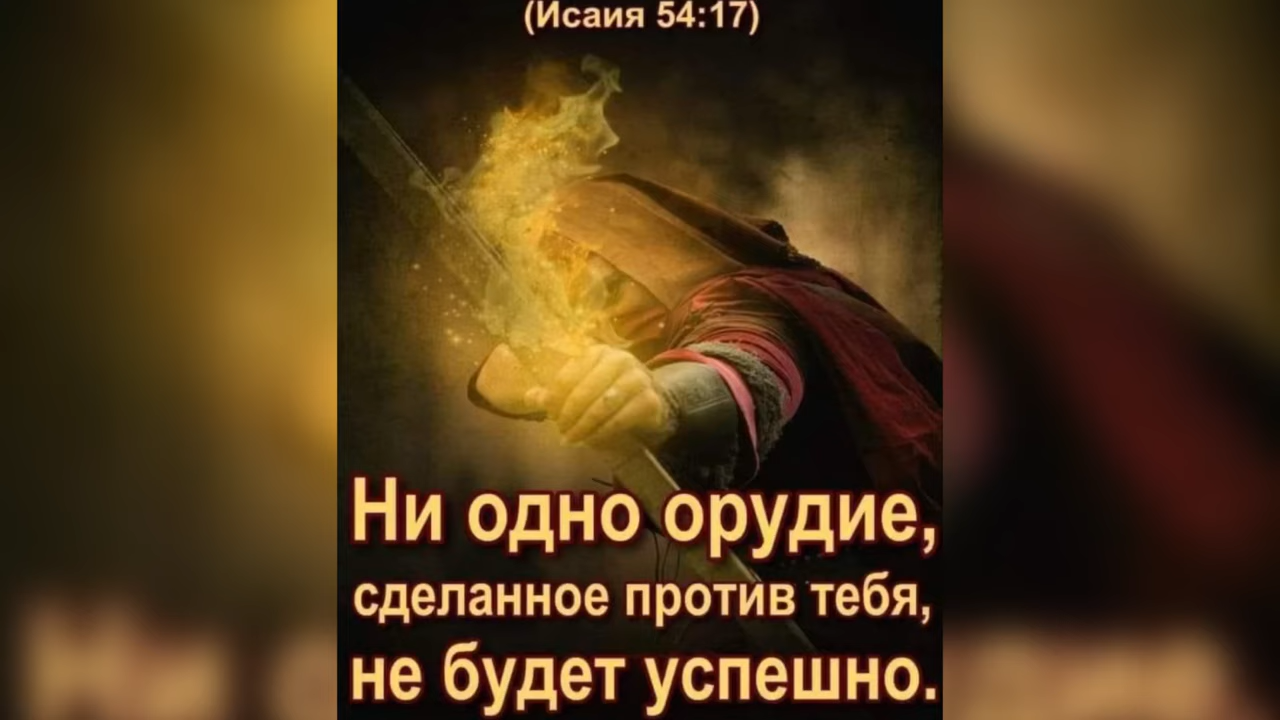 (Исаия 54:17)
Ни одно орудие,
сделанное против тебя,
не будет успешно.